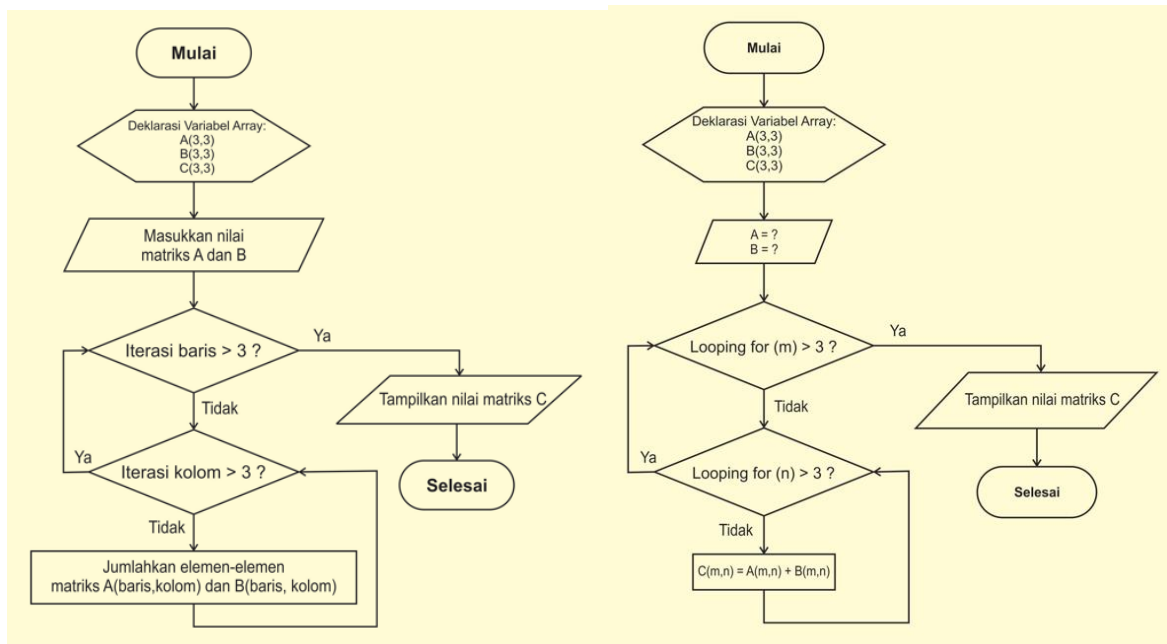 Mulai
Deklarasi Variabel Array:
A(3,3)
B(3,3)
C(3,3)
Masukkan nilai
matriks A dan B
Iterasi baris > 3 ?
Ya
Tampilkan nilai matriks C
Selesai
Tidak
Iterasi kolom > 3 ?
Ya
Tidak
Jumlahkan elemen-elemen
matriks A(baris,kolom) dan B(baris, kolom)
Mulai
Deklarasi Variabel Array:
A(3,3)
B(3,3)
C(3,3)
A = ?
B = ?
Looping for (m) > 3 ?
Ya
Tampilkan nilai matriks C
Selesai
Tidak
Looping for (n) > 3 ?
Ya
Tidak
C(m,n) = A(m,n) + B(m,n)